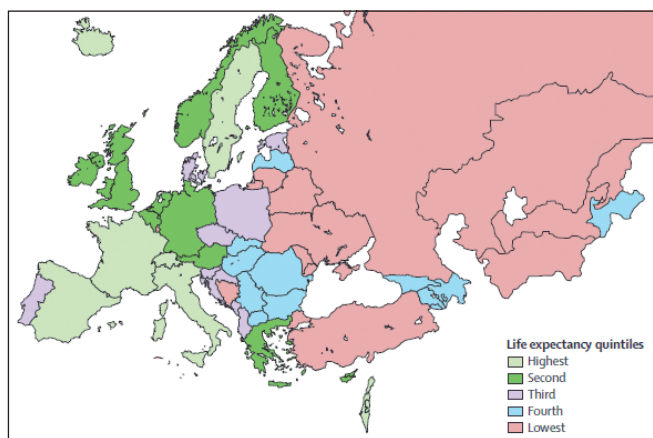 Life expectancy quintiles
Highest
Second
Third
Fourth
Lowest